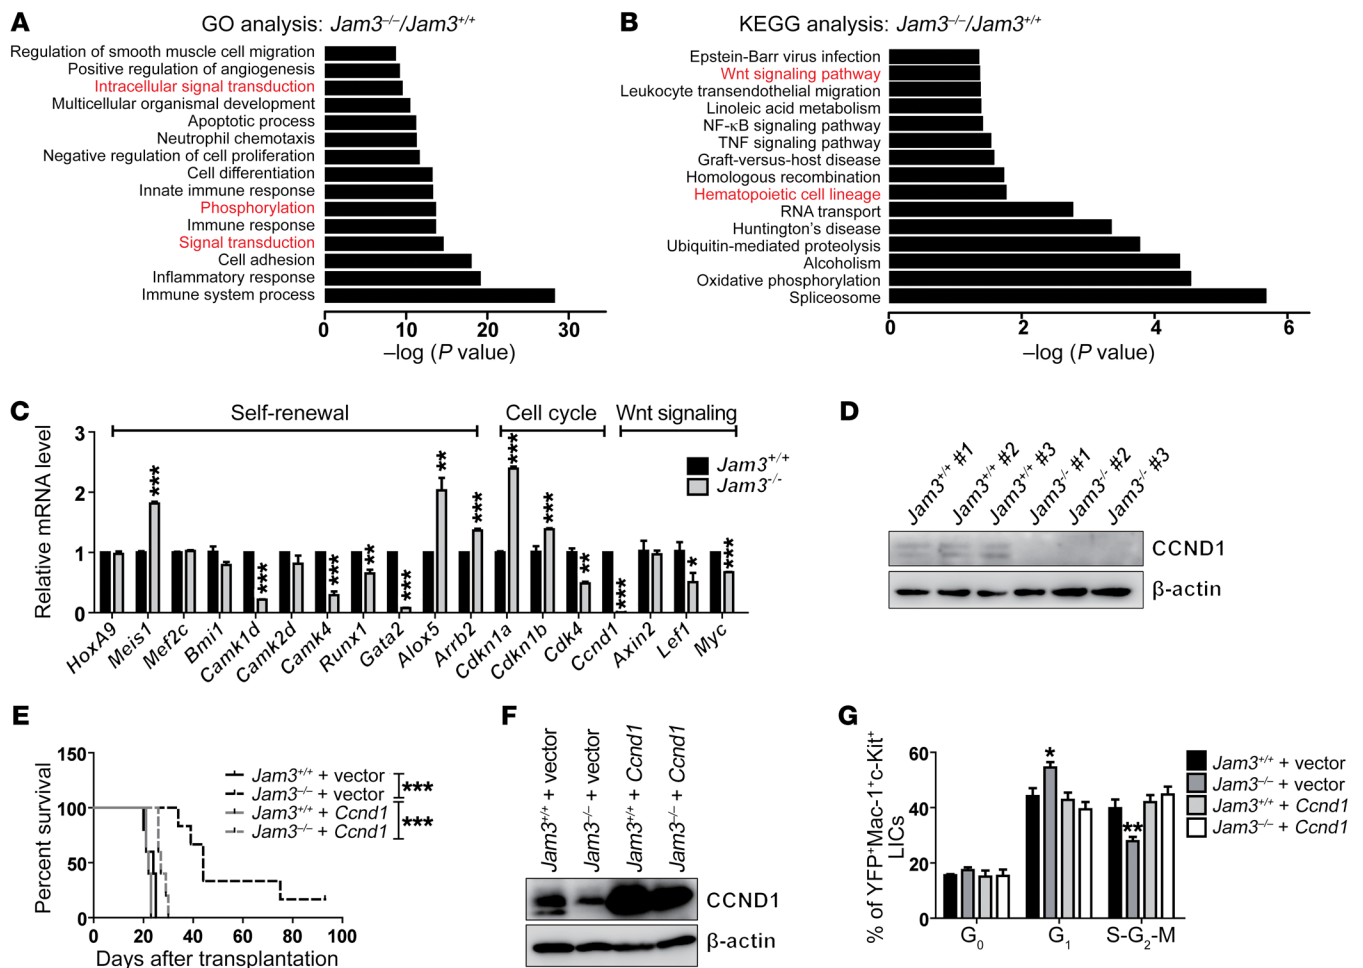 A
GO analysis: Jam3–/–/Jam3+/+
Regulation of smooth muscle cell migration
Positive regulation of angiogenesis
Intracellular signal transduction
Multicellular organismal development
Apoptotic process
Neutrophil chemotaxis
Negative regulation of cell proliferation
Cell differentiation
Innate immune response
Phosphorylation
Immune response
Signal transduction
Cell adhesion
Inflammatory response
Immune system process
0 10 20 30
–log (P value)
B
KEGG analysis: Jam3–/–/Jam3+/+
Epstein-Barr virus infection
Wnt signaling pathway
Leukocyte transendothelial migration
Linoleic acid metabolism
NF-κB signaling pathway
TNF signaling pathway
Graft-versus-host disease
Homologous recombination
Hematopoietic cell lineage
RNA transport
Huntington's disease
Ubiquitin-mediated proteolysis
Alcoholism
Oxidative phosphorylation
Spliceosome
0 2 4 6
–log (P value)
C
Self-renewal Cell cycle Wnt signaling
Relative mRNA level
3
2
1
0
Jam3+/+
Jam3-/-
***
***
***
**
***
**
***
***
***
**
***
*
***
HoxA9
Meis1
Mef2c
Bmi1
Camk1d
Camk2d
Camk4
Runx1
Gata2
Alox5
Arrb2
Cdkn1a
Cdkn1b
Cdk4
Ccnd1
Axin2
Lef1
Myc
D
Jam3+/+ #1
Jam3+/+ #2
Jam3+/+ #3
Jam3-/- #1
Jam3-/- #2
Jam3-/- #3
CCND1
β-actin
E
Percent survival
150
100
50
0
Jam3+/+ + vector
Jam3–/– + vector
Jam3+/+ + Ccnd1
Jam3–/– + Ccnd1
***
***
0 20 40 60 80 100
Days after transplantation
F
Jam3+/+ + vector
Jam3–/– + vector
Jam3+/+ + Ccnd1
Jam3–/– + Ccnd1
CCND1
β-actin
G
% of YFP+Mac-1+c-Kit+
LICs
60
40
20
0
*
**
G0 G1 S-G2-M
Jam3+/+ + vector
Jam3–/– + vector
Jam3+/+ + Ccnd1
Jam3–/– + Ccnd1